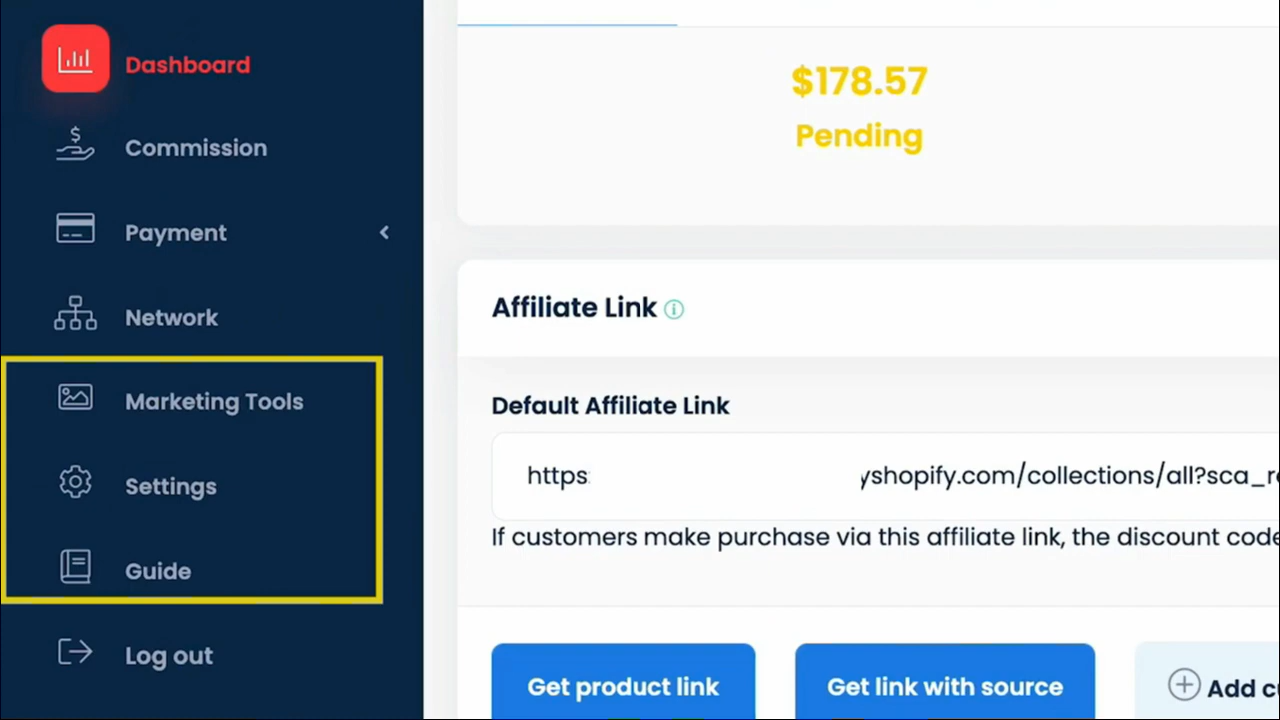 Dashboard
Commission
Payment
Network
Marketing Tools
Settings
Guide
Log out
$178.57
Pending
Affiliate Link
Default Affiliate Link
https: yshopify.com/collections/all?sca_r
If customers make purchase via this affiliate link, the discount code
Get product link
Get link with source
Add